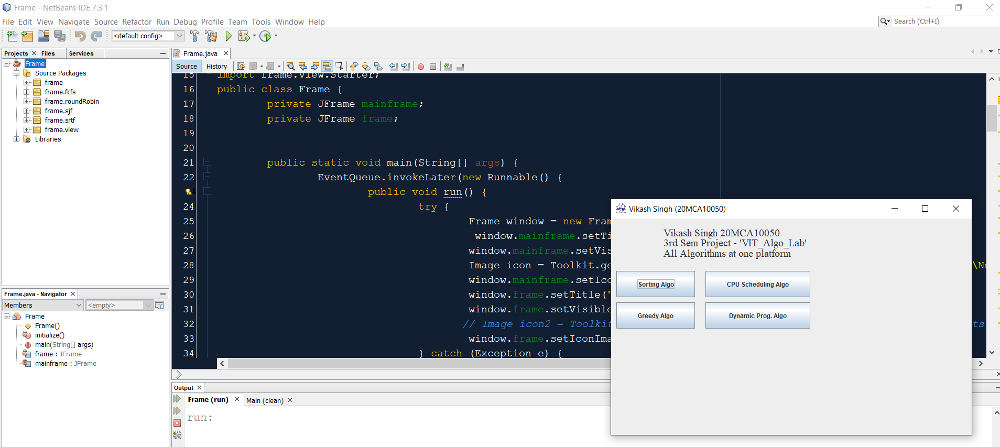 Frame - NetBeans IDE 7.3.1
File Edit View Navigate Source Refactor Run Debug Profile Team Tools Window Help
Search (Ctrl+I)
<default config>
Projects Files Services
Frame
Source Packages
frame
frame.fcfs
frame.roundRobin
frame.sjf
frame.srtf
frame.view
Libraries
Frame.java - Navigator
Members <empty>
Frame
Frame()
initialize()
main(String[] args)
frame : JFrame
mainframe : JFrame
Frame.java
Source History
15 import frame.view.Starter;
16 public class Frame {
17 private JFrame mainframe;
18 private JFrame frame;
19
20
21 public static void main(String[] args) {
22 EventQueue.invokeLater(new Runnable() {
public void run() {
24 try {
25 Frame window = new Fram
26 window.mainframe.setTi
27 window.mainframe.setVis
28 Image icon = Toolkit.ge \Ne
29 window.mainframe.setIco
30 window.frame.setTitle("
31 window.frame.setVisible
32 // Image icon2 = Toolkit ts
33 window.frame.setIconIma
34 } catch (Exception e) {
Output
Frame (run) Main (clean)
run:
Vikash Singh (20MCA10050)
Vikash Singh 20MCA10050
3rd Sem Project - 'VIT_Algo_Lab'
All Algorithms at one platform
Sorting Algo CPU Scheduling Algo
Greedy Algo Dynamic Prog. Algo